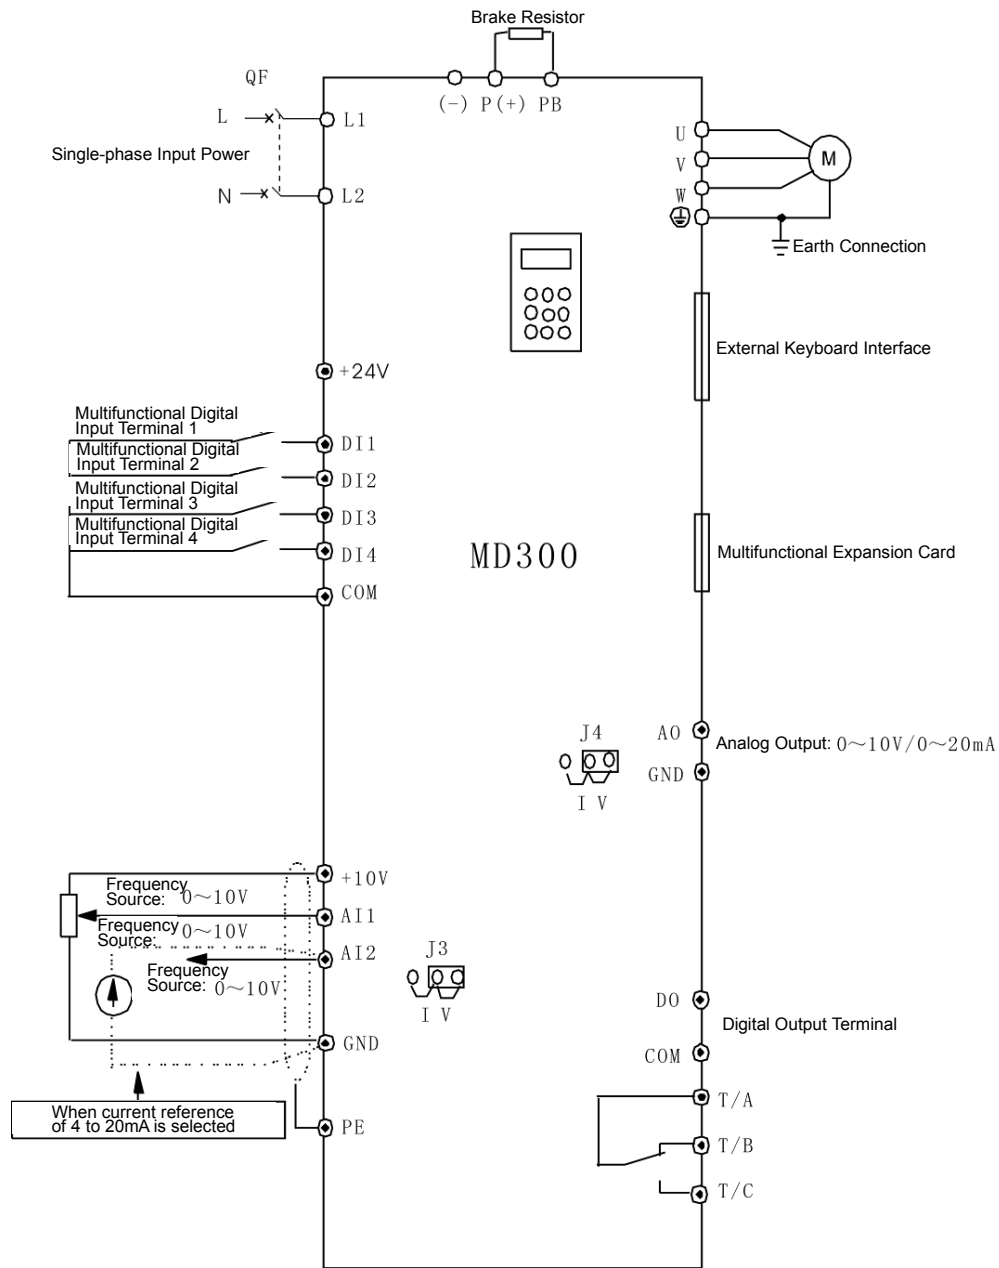 Brake Resistor
QF
(-) P(+) PB
L
L1
U
Single-phase Input Power
V
M
N
L2
W
Earth Connection
External Keyboard Interface
+24V
Multifunctional Digital
Input Terminal 1
DI1
Multifunctional Digital
Input Terminal 2
DI2
Multifunctional Digital
Input Terminal 3
DI3
Multifunctional Digital
Input Terminal 4
DI4
MD300
Multifunctional Expansion Card
COM
J4
AO
Analog Output: 0~10V/0~20mA
GND
I V
+10V
Frequency
Source: 0~10V
AI1
Frequency
Source: 0~10V
AI2
J3
Frequency
Source: 0~10V
I V
DO
Digital Output Terminal
GND
COM
When current reference
of 4 to 20mA is selected
PE
T/A
T/B
T/C